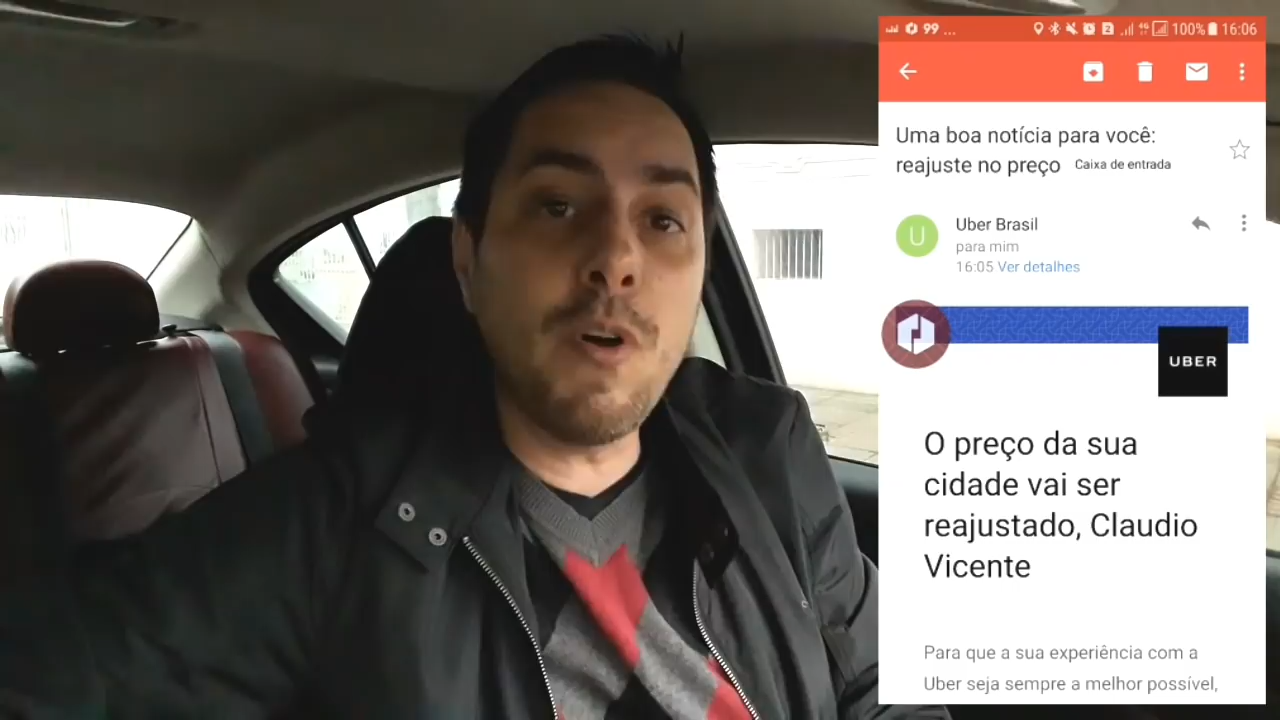 99 ...
2
4G
100%
16:06
Uma boa notícia para você:
reajuste no preço
Caixa de entrada
U
Uber Brasil
para mim
16:05 Ver detalhes
UBER
O preço da sua
cidade vai ser
reajustado, Claudio
Vicente
Para que a sua experiência com a
Uber seja sempre a melhor possível,